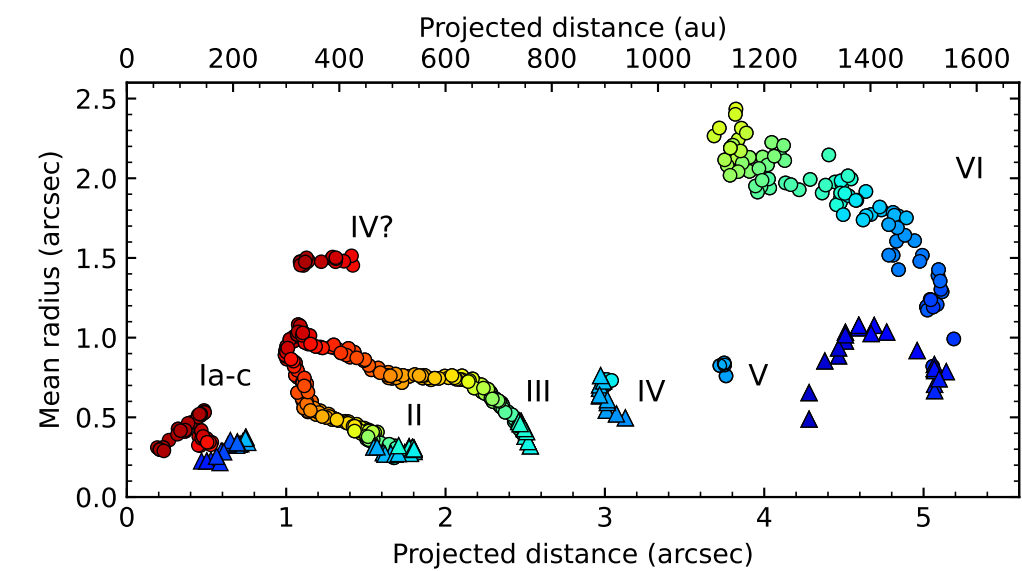 Projected distance (au)
0 200 400 600 800 1000 1200 1400 1600
2.5
2.0
1.5
1.0
0.5
0.0
Mean radius (arcsec)
VI
IV?
Ia-c
II
III
IV
V
0 1 2 3 4 5
Projected distance (arcsec)